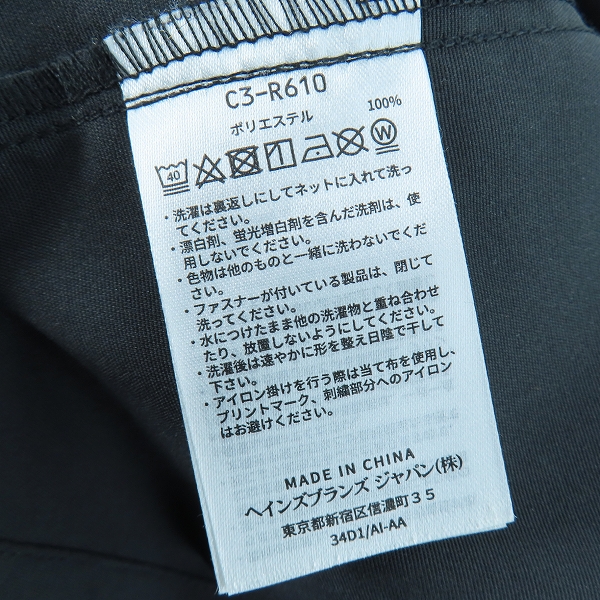 C3-R610
ポリエステル 100%
40 W
・洗濯は裏返しにしてネットに入れて洗っ
てください。
・漂白剤、蛍光増白剤を含んだ洗剤は、使
用しないでください。
・色物は他のものと一緒に洗わないでくだ
さい。
・ファスナーが付いている製品は、閉じて
洗ってください。
・水につけたまま他の洗濯物と重ね合わせ
たり、放置しないようにしてください。
・洗濯後は速やかに形を整え日陰で干して
下さい。
・アイロン掛けを行う際は当て布を使用し、
プリントマーク、刺繍部分へのアイロン
はお避けください。
MADE IN CHINA
ヘインズブランズ ジャパン(株)
東京都新宿区信濃町３５
34D1/AI-AA